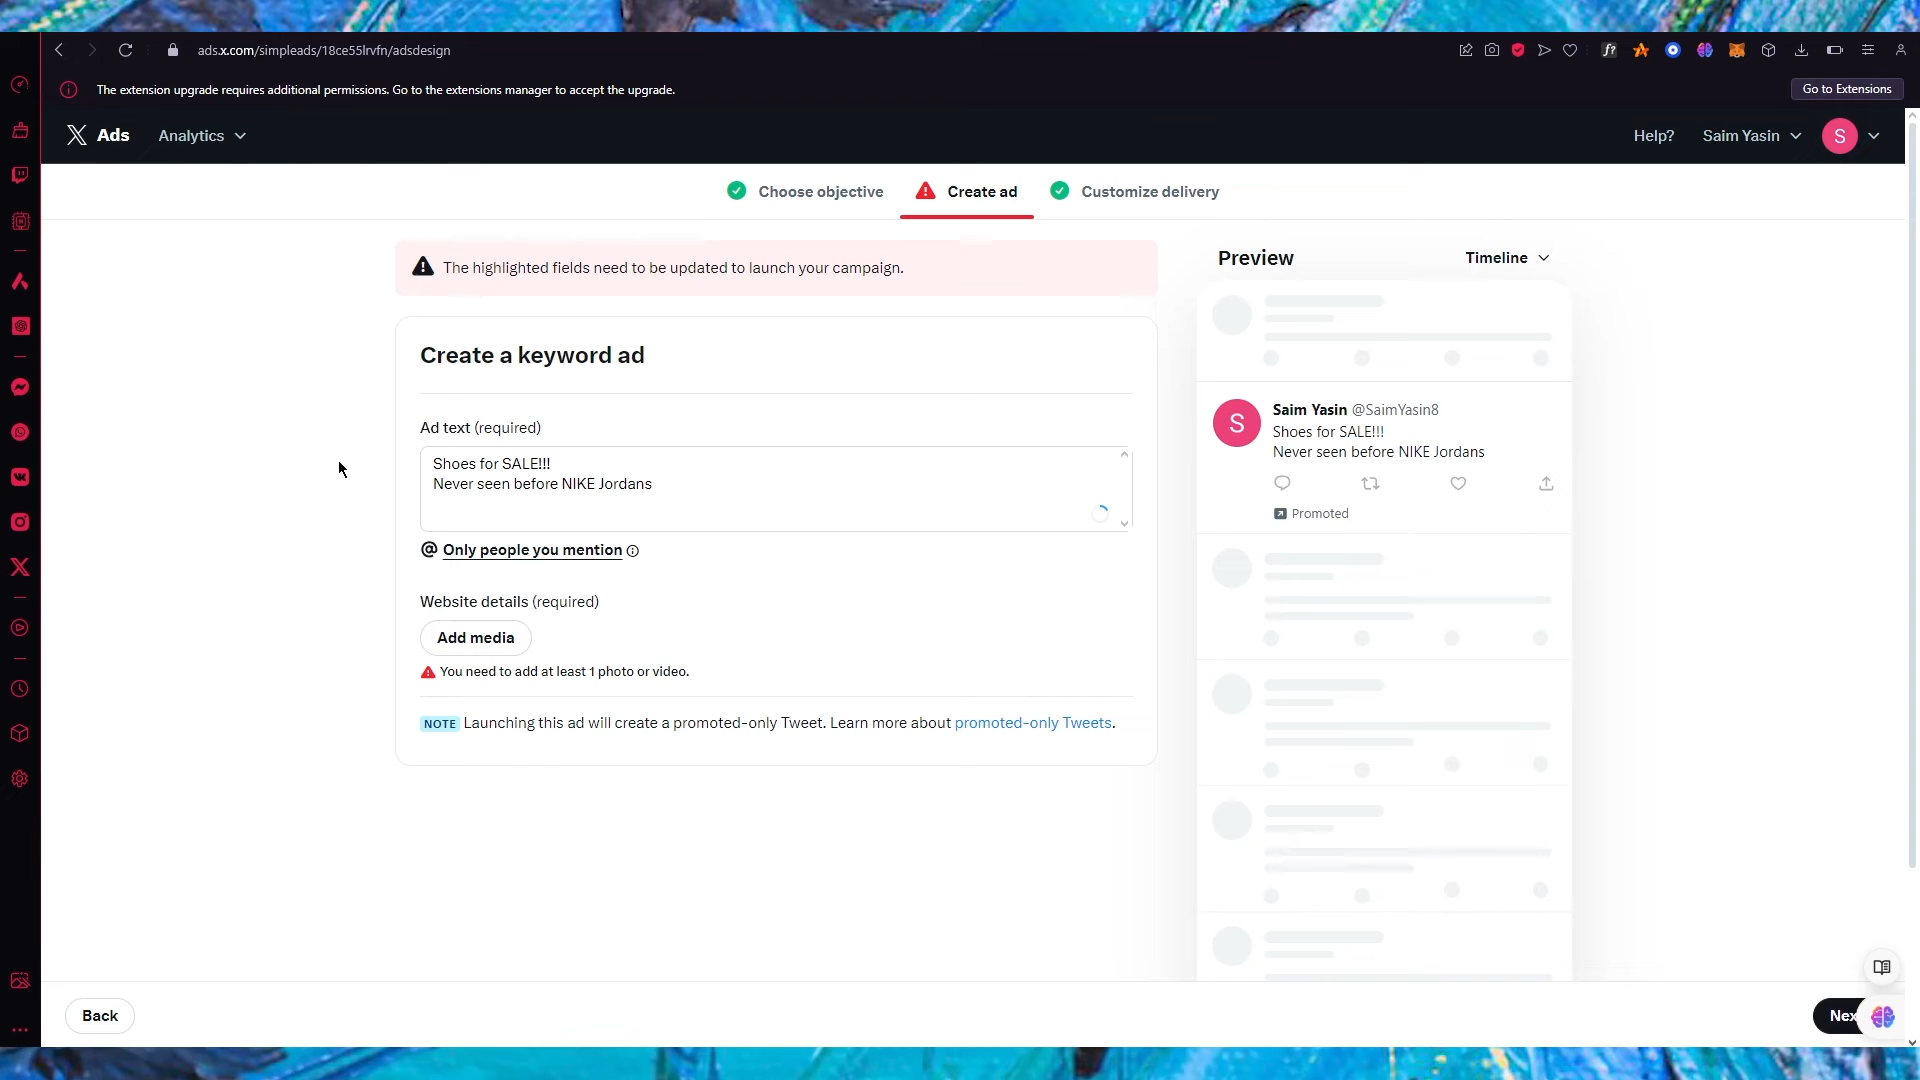 ads.x.com/simpleads/18ce55lrvfn/adsdesign
The extension upgrade requires additional permissions. Go to the extensions manager to accept the upgrade.
Go to Extensions
Ads
Analytics
Help?
Saim Yasin
S
Choose objective
Create ad
Customize delivery
The highlighted fields need to be updated to launch your campaign.
Create a keyword ad
Ad text (required)
Shoes for SALE!!!
Never seen before NIKE Jordans
@ Only people you mention
Website details (required)
Add media
You need to add at least 1 photo or video.
NOTE Launching this ad will create a promoted-only Tweet. Learn more about promoted-only Tweets.
Preview
Timeline
S
Saim Yasin @SaimYasin8
Shoes for SALE!!!
Never seen before NIKE Jordans
Promoted
Back
Nex